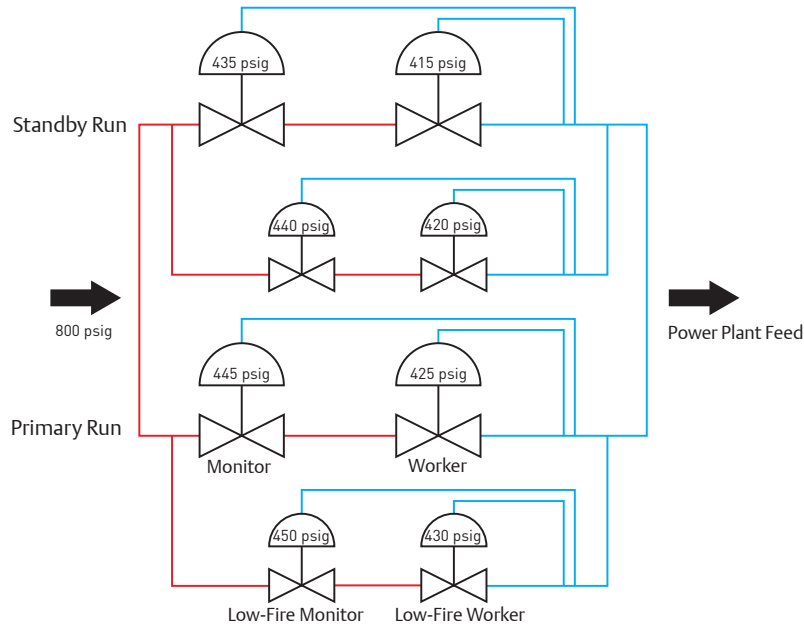 435 psig
415 psig
Standby Run
440 psig
420 psig
800 psig
Power Plant Feed
445 psig
425 psig
Primary Run
Monitor
Worker
450 psig
430 psig
Low-Fire Monitor
Low-Fire Worker